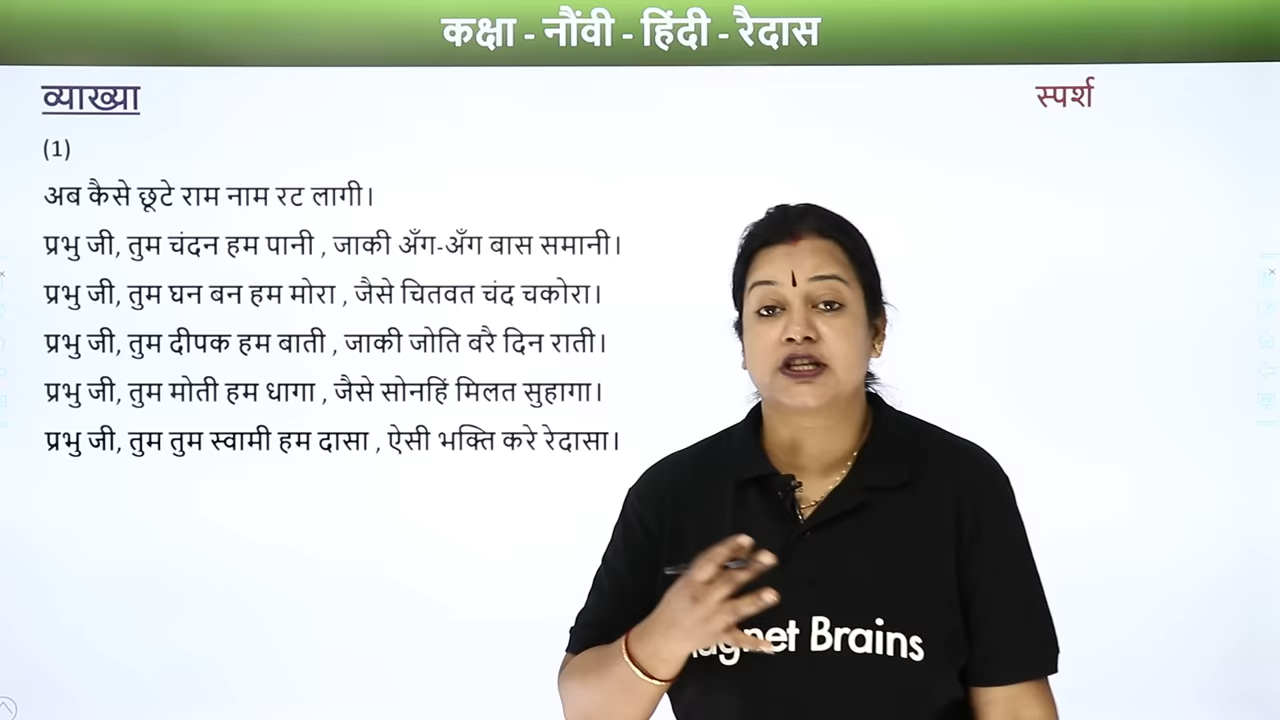 कक्षा - नौंवी - हिंदी - रैदास
व्याख्या
स्पर्श
(1)
अब कैसे छूटे राम नाम रट लागी।
प्रभु जी, तुम चंदन हम पानी , जाकी अँग-अँग बास समानी।
प्रभु जी, तुम घन बन हम मोरा , जैसे चितवत चंद चकोरा।
प्रभु जी, तुम दीपक हम बाती , जाकी जोति बरै दिन राती।
प्रभु जी, तुम मोती हम धागा , जैसे सोनहिं मिलत सुहागा।
प्रभु जी, तुम तुम स्वामी हम दासा , ऐसी भक्ति करे रेदासा।
Brains